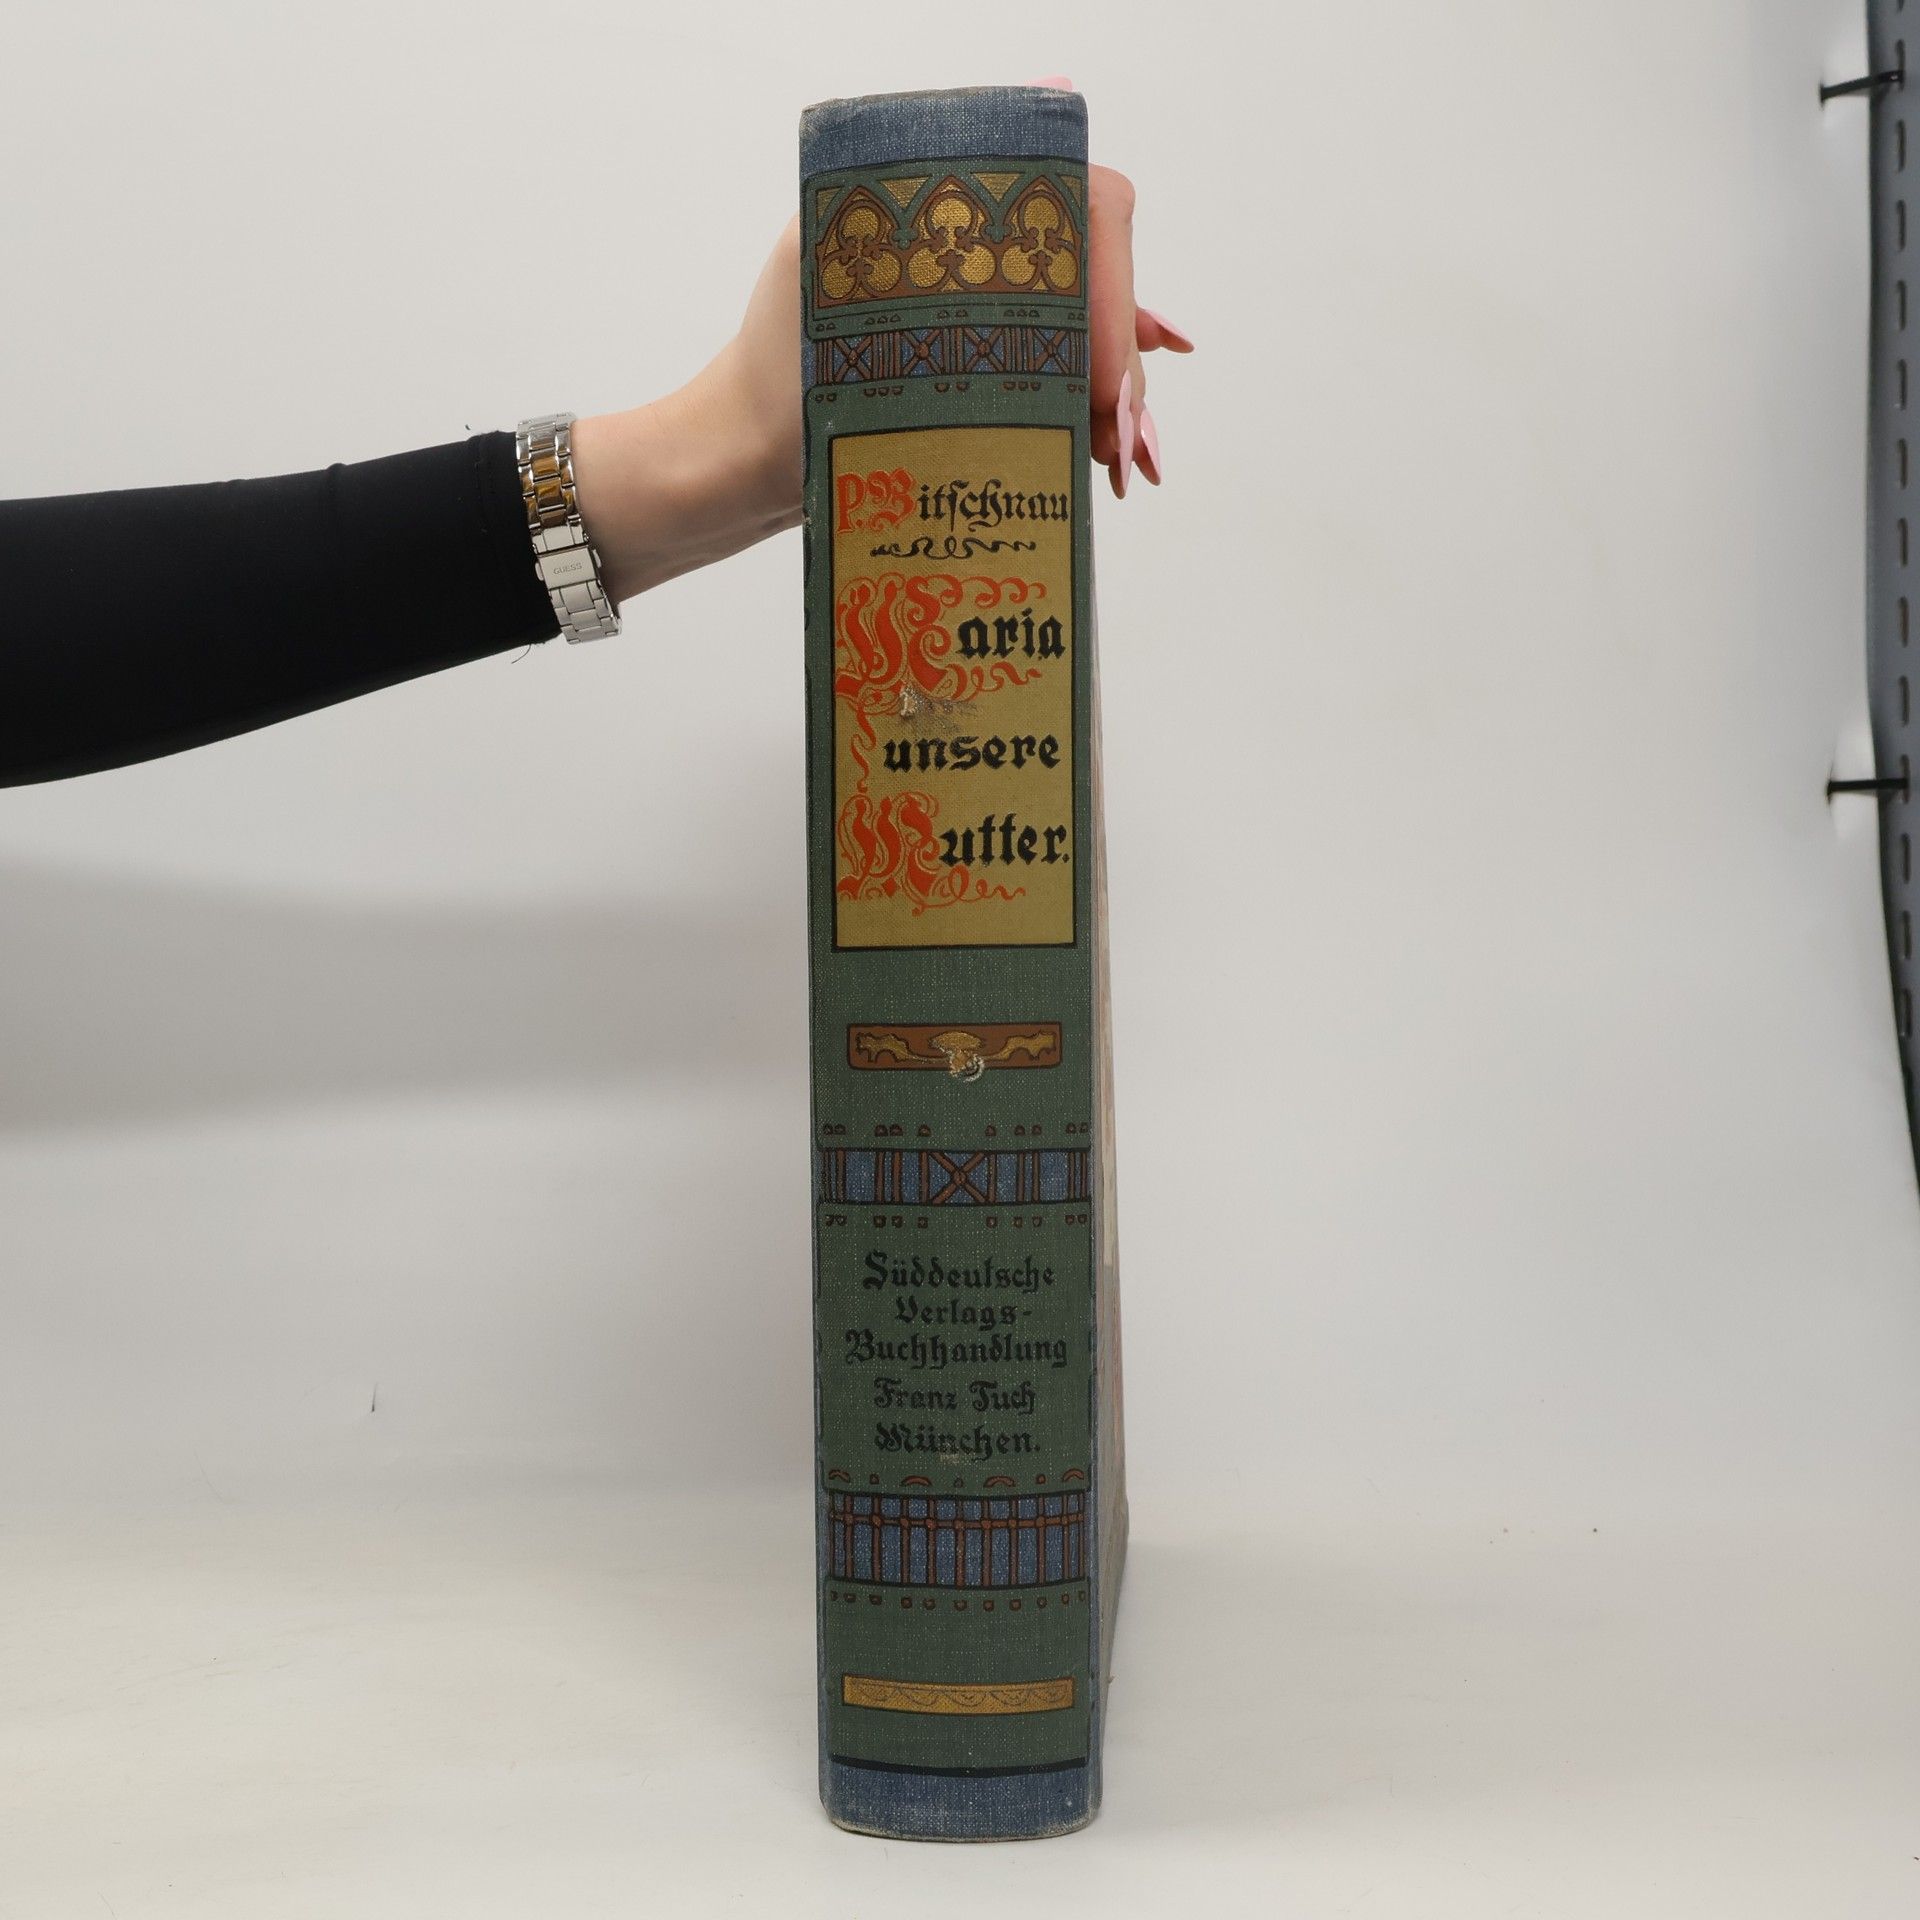 P. Bitſchnau
Maria
unsere
Mutter.
Süddeutsche
Verlags-
Buchhandlung
Franz Tuch
München.
GUESS